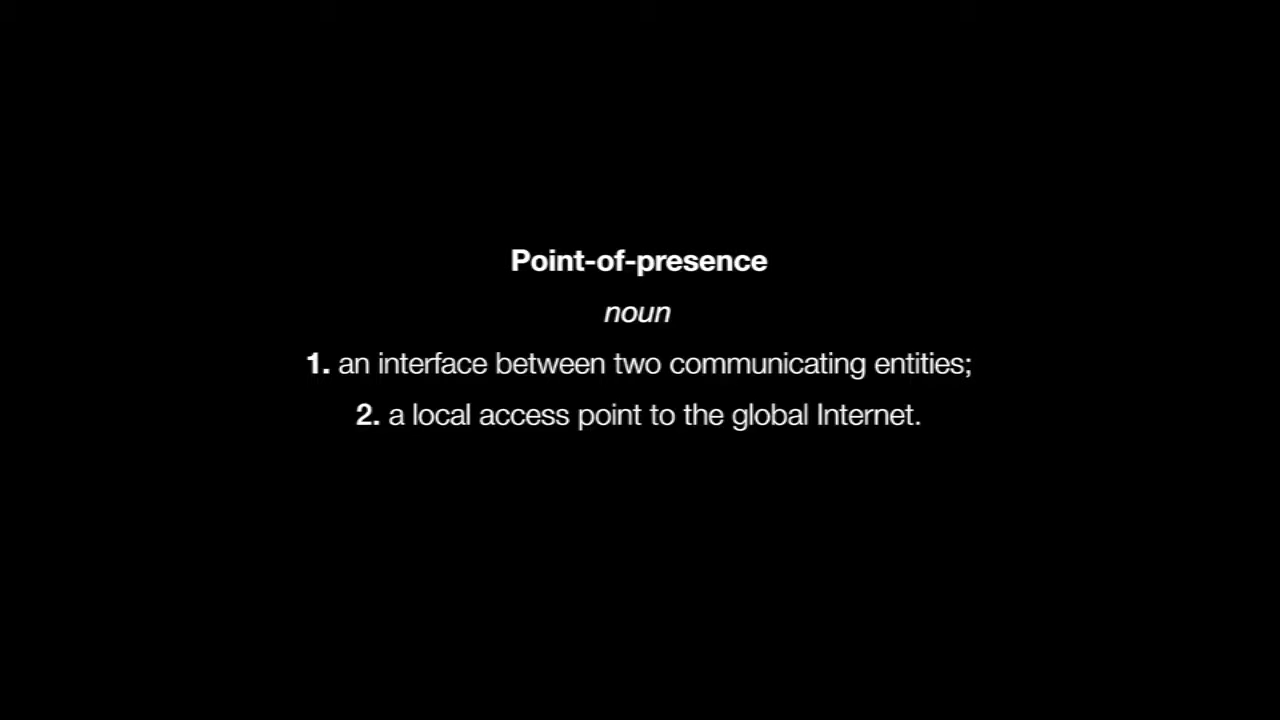 Point-of-presence
noun
1. an interface between two communicating entities;
2. a local access point to the global Internet.